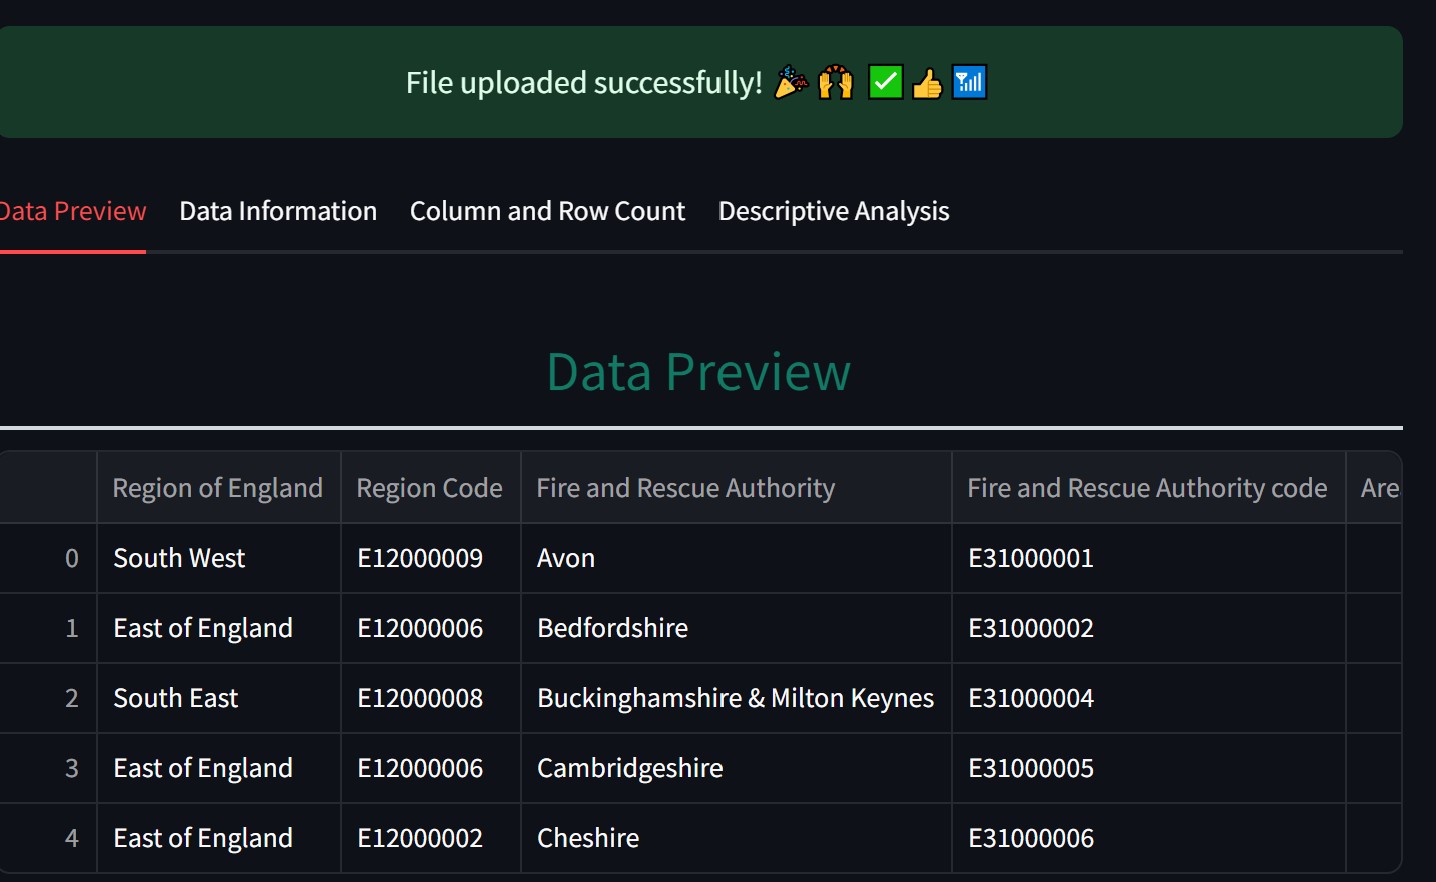 File uploaded successfully! 🎉 🙌 ✅ 👍 📶
Data Preview Data Information Column and Row Count Descriptive Analysis
Data Preview
Region of England Region Code Fire and Rescue Authority Fire and Rescue Authority code Are
0 South West E12000009 Avon E31000001
1 East of England E12000006 Bedfordshire E31000002
2 South East E12000008 Buckinghamshire & Milton Keynes E31000004
3 East of England E12000006 Cambridgeshire E31000005
4 East of England E12000002 Cheshire E31000006